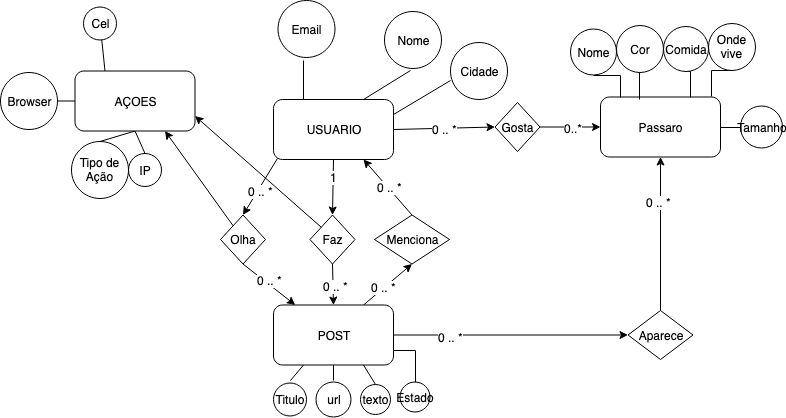 Cel
Email
Nome
Cidade
Nome
Cor
Comida
Onde
vive
Browser
AÇOES
USUARIO
0 .. *
Gosta
0..*
Passaro
Tamanho
Tipo de
Ação
IP
0 .. *
1
0 .. *
0 .. *
Olha
Faz
Menciona
0 .. *
0 .. *
0 .. *
POST
0 .. *
Aparece
Titulo
url
texto
Estado